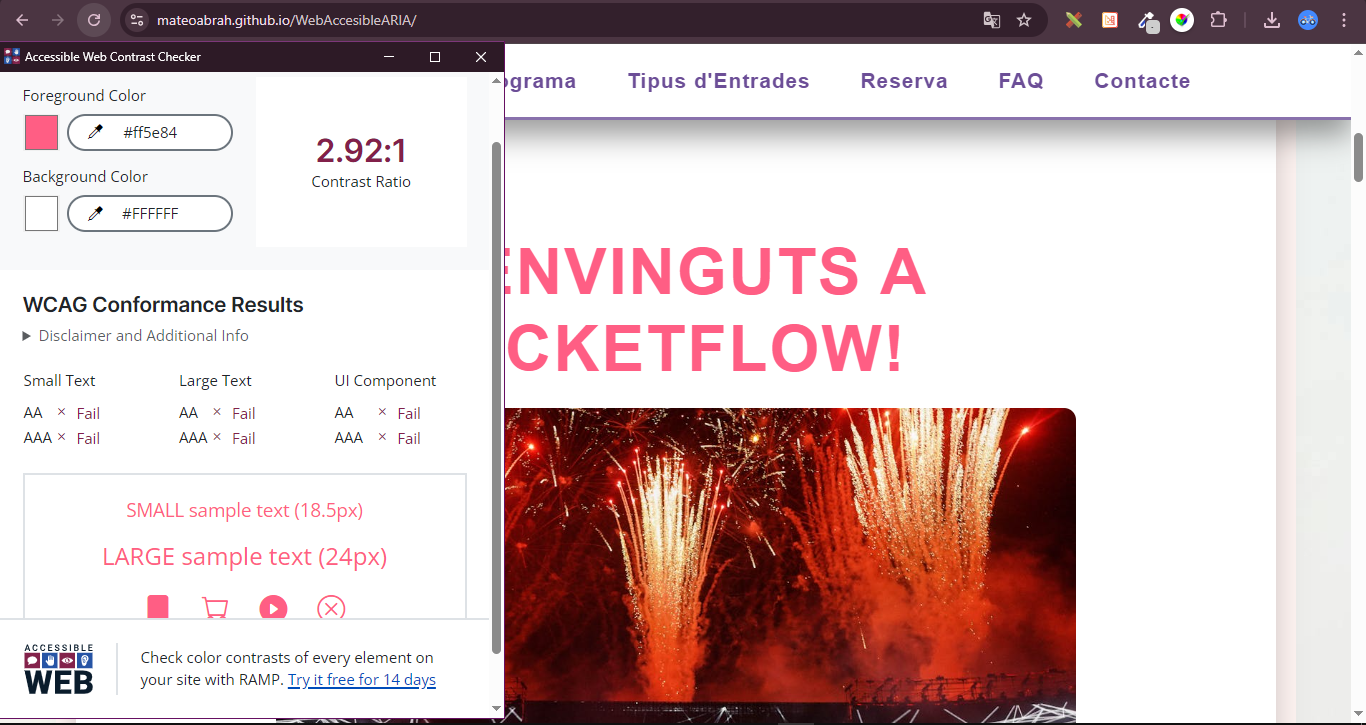 mateoabrah.github.io/WebAccesibleARIA/
Accessible Web Contrast Checker
Foreground Color
#ff5e84
2.92:1
Contrast Ratio
Background Color
#FFFFFF
WCAG Conformance Results
Disclaimer and Additional Info
Small Text Large Text UI Component
AA × Fail AA × Fail AA × Fail
AAA × Fail AAA × Fail AAA × Fail
SMALL sample text (18.5px)
LARGE sample text (24px)
ACCESSIBLE
WEB
Check color contrasts of every element on
your site with RAMP. Try it free for 14 days
ograma Tipus d'Entrades Reserva FAQ Contacte
ENVINGUTS A
CKETFLOW!